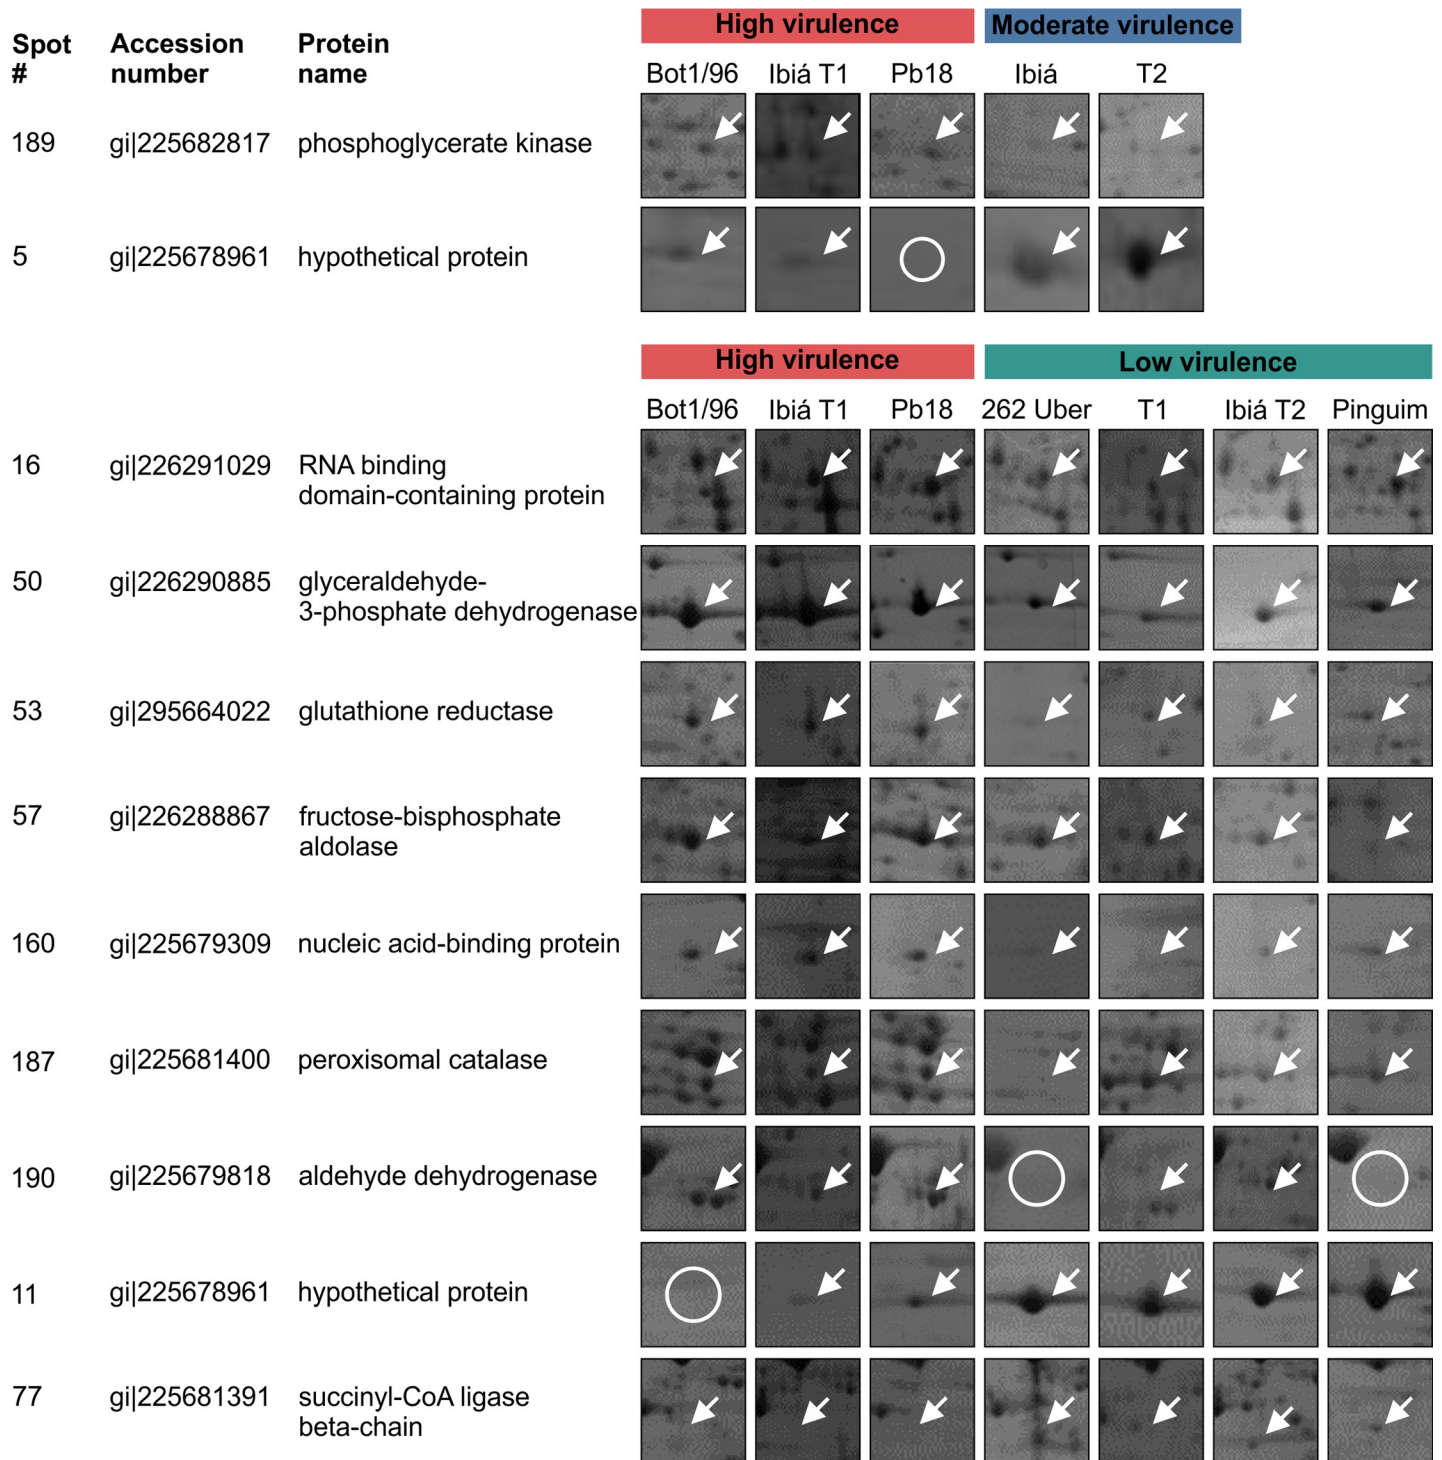 High virulence Moderate virulence
Spot Accession Protein
# number name
Bot1/96 Ibiá T1 Pb18 Ibiá T2
189 gi|225682817 phosphoglycerate kinase
5 gi|225678961 hypothetical protein
High virulence Low virulence
Bot1/96 Ibiá T1 Pb18 262 Uber T1 Ibiá T2 Pinguim
16 gi|226291029 RNA binding
domain-containing protein
50 gi|226290885 glyceraldehyde-
3-phosphate dehydrogenase
53 gi|295664022 glutathione reductase
57 gi|226288867 fructose-bisphosphate
aldolase
160 gi|225679309 nucleic acid-binding protein
187 gi|225681400 peroxisomal catalase
190 gi|225679818 aldehyde dehydrogenase
11 gi|225678961 hypothetical protein
77 gi|225681391 succinyl-CoA ligase
beta-chain